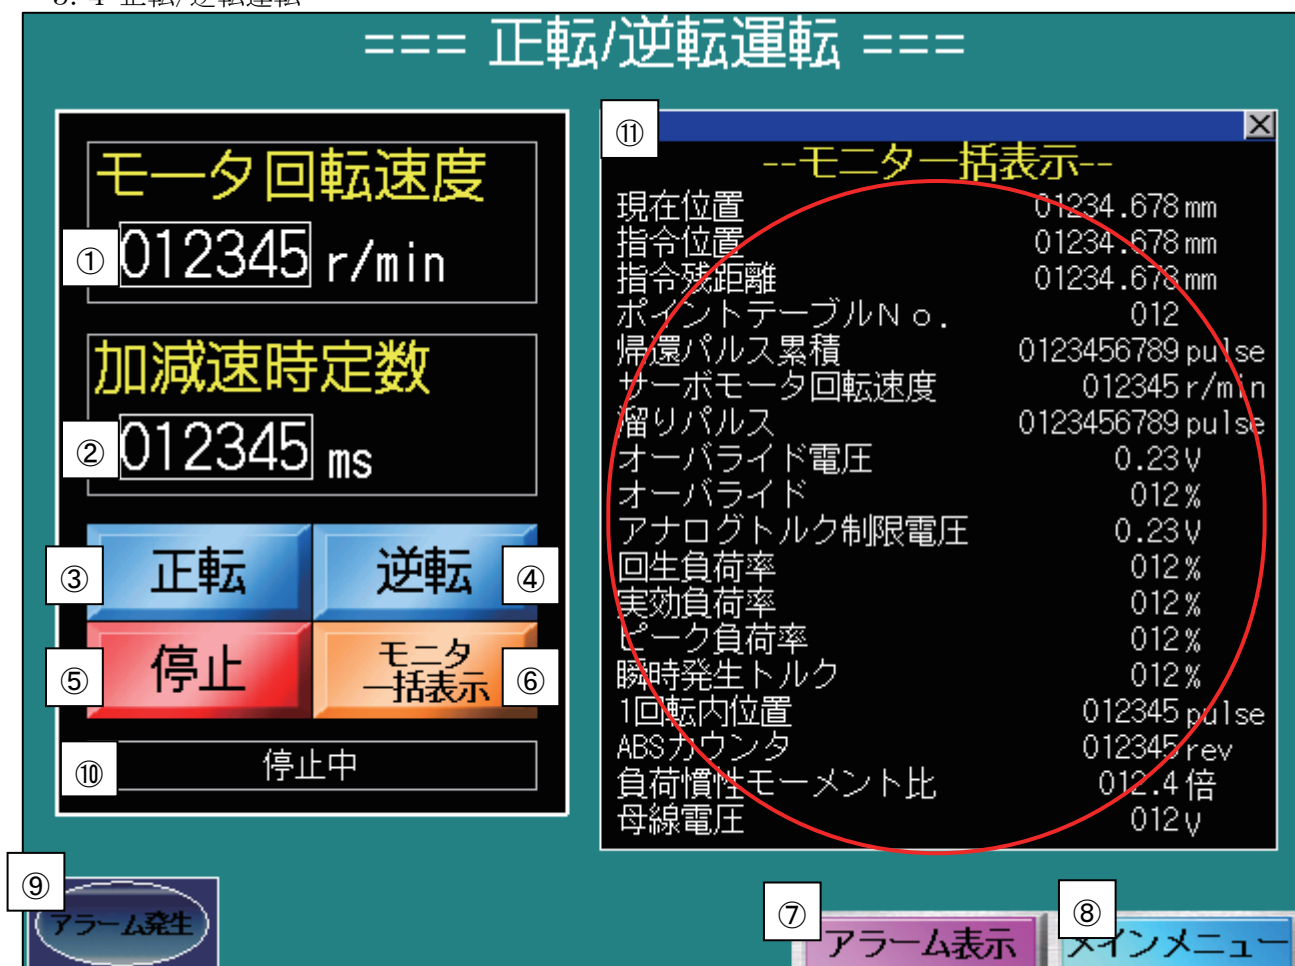 === 正転/逆転運転 ===
モータ回転速度
① 012345 r/min
加減速時定数
② 012345 ms
③ 正転
逆転 ④
⑤ 停止
モニタ
一括表示 ⑥
⑩ 停止中
⑪
--モニタ一括表示--
現在位置 01234.678 mm
指令位置 01234.678 mm
指令残距離 01234.678 mm
ポイントテーブルNo. 012
帰還パルス累積 0123456789 pulse
サーボモータ回転速度 012345 r/min
溜りパルス 0123456789 pulse
オーバライド電圧 0.23 V
オーバライド 012 %
アナログトルク制限電圧 0.23 V
回生負荷率 012 %
実効負荷率 012 %
ピーク負荷率 012 %
瞬時発生トルク 012 %
1回転内位置 012345 pulse
ABSカウンタ 012345 rev
負荷慣性モーメント比 012.4 倍
母線電圧 012 V
⑨
アラーム発生
⑦
アラーム表示
⑧
メインメニュー